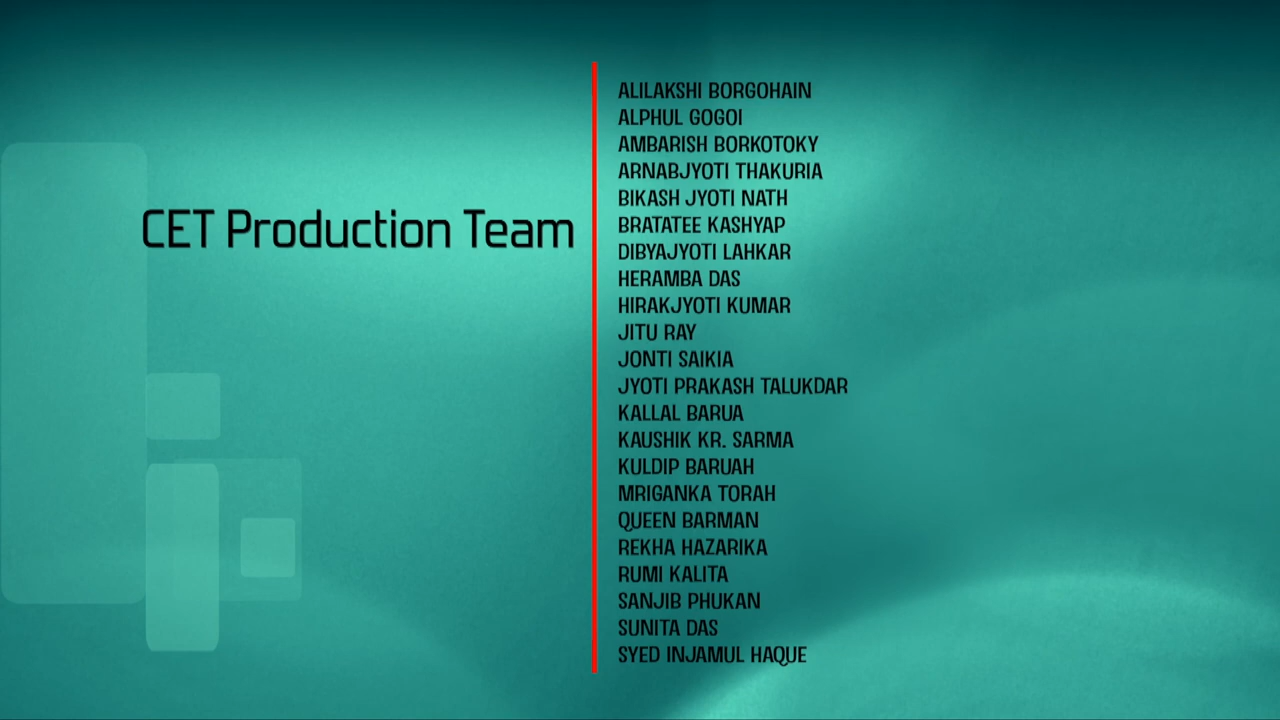 CET Production Team
ALILAKSHI BORGOHAIN
ALPHUL GOGOI
AMBARISH BORKOTOKY
ARNABJYOTI THAKURIA
BIKASH JYOTI NATH
BRATATEE KASHYAP
DIBYAJYOTI LAHKAR
HERAMBA DAS
HIRAKJYOTI KUMAR
JITU RAY
JONTI SAIKIA
JYOTI PRAKASH TALUKDAR
KALLAL BARUA
KAUSHIK KR. SARMA
KULDIP BARUAH
MRIGANKA TORAH
QUEEN BARMAN
REKHA HAZARIKA
RUMI KALITA
SANJIB PHUKAN
SUNITA DAS
SYED INJAMUL HAQUE